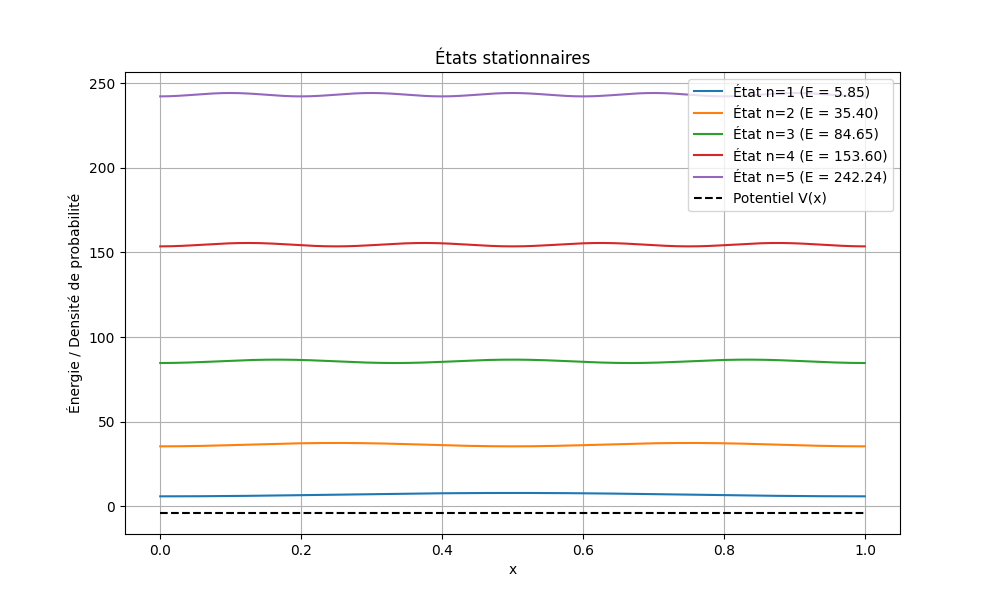 États stationnaires
Énergie / Densité de probabilité
250
200
150
100
50
0
État n=1 (E = 5.85)
État n=2 (E = 35.40)
État n=3 (E = 84.65)
État n=4 (E = 153.60)
État n=5 (E = 242.24)
Potentiel V(x)
0.0 0.2 0.4 0.6 0.8 1.0
x